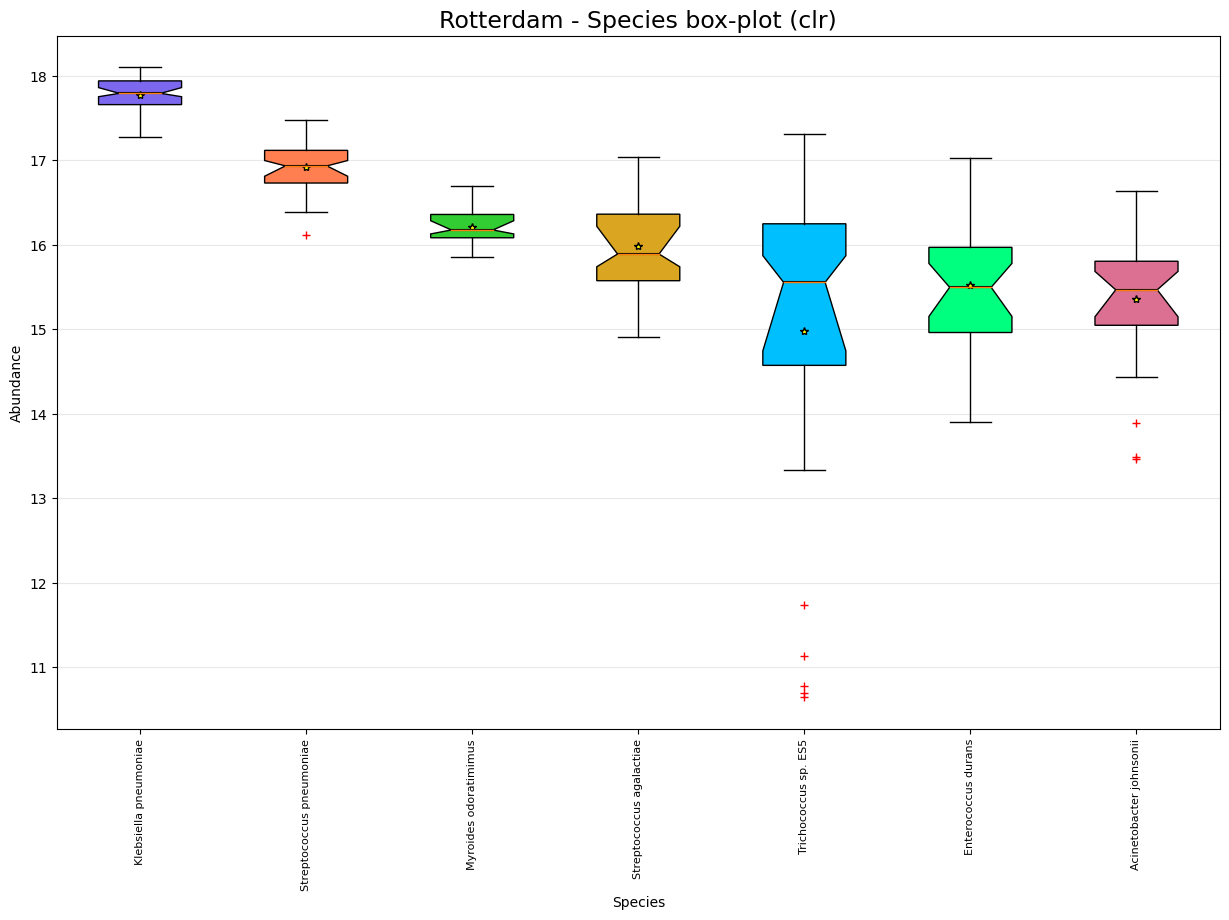 Rotterdam - Species box-plot (clr)
Abundance
18
17
16
15
14
13
12
11
Klebsiella pneumoniae
Streptococcus pneumoniae
Myroides odoratimimus
Streptococcus agalactiae
Trichococcus sp. ES5
Enterococcus durans
Acinetobacter johnsonii
Species